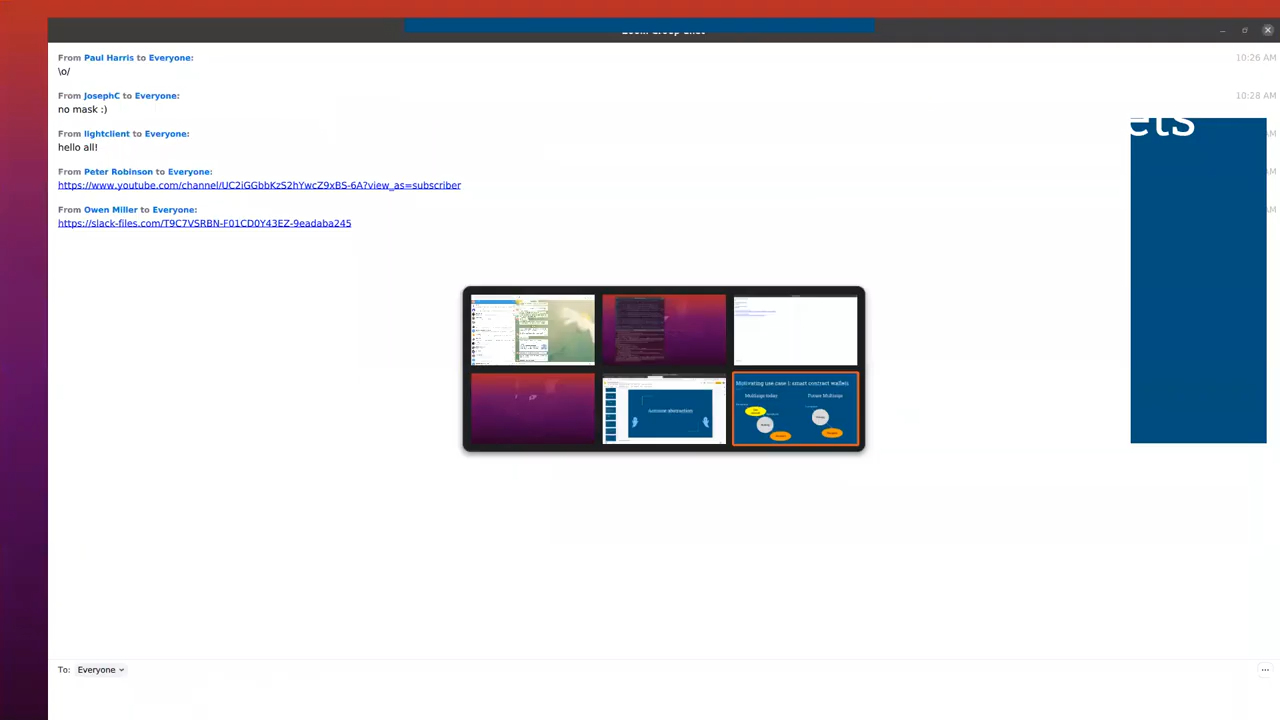 From Paul Harris to Everyone: 10:26 AM
\o/
From JosephC to Everyone: 10:28 AM
no mask :)
ets
From lightclient to Everyone:
hello all!
From Peter Robinson to Everyone:
https://www.youtube.com/channel/UC2iGGbbKzS2hYwcZ9xBS-6A?view_as=subscriber
From Owen Miller to Everyone:
https://slack-files.com/T9C7VSRBN-F01CD0Y43EZ-9eadaba245
Account abstraction
Motivating use case 1: smart contract wallets
Multisigs today Future Multisigs
To: Everyone